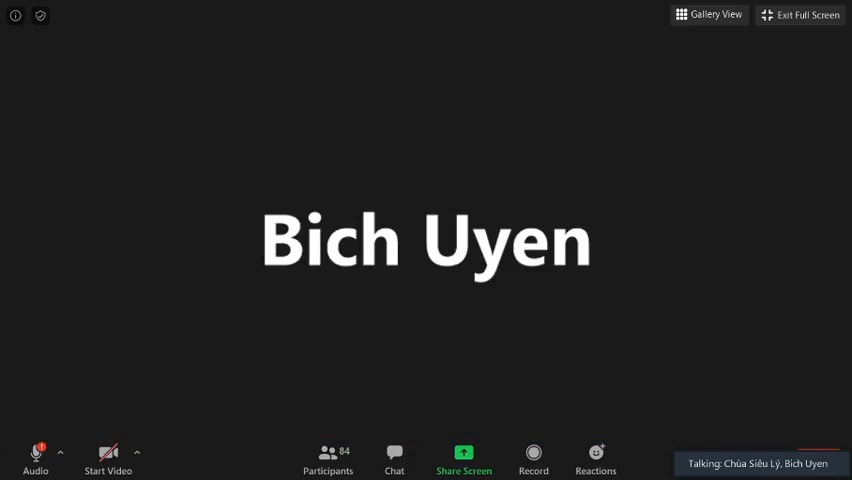 Gallery View
Exit Full Screen
Bich Uyen
84
Audio
Start Video
Participants
Chat
Share Screen
Record
Reactions
Talking: Chùa Siêu Lý, Bich Uyen